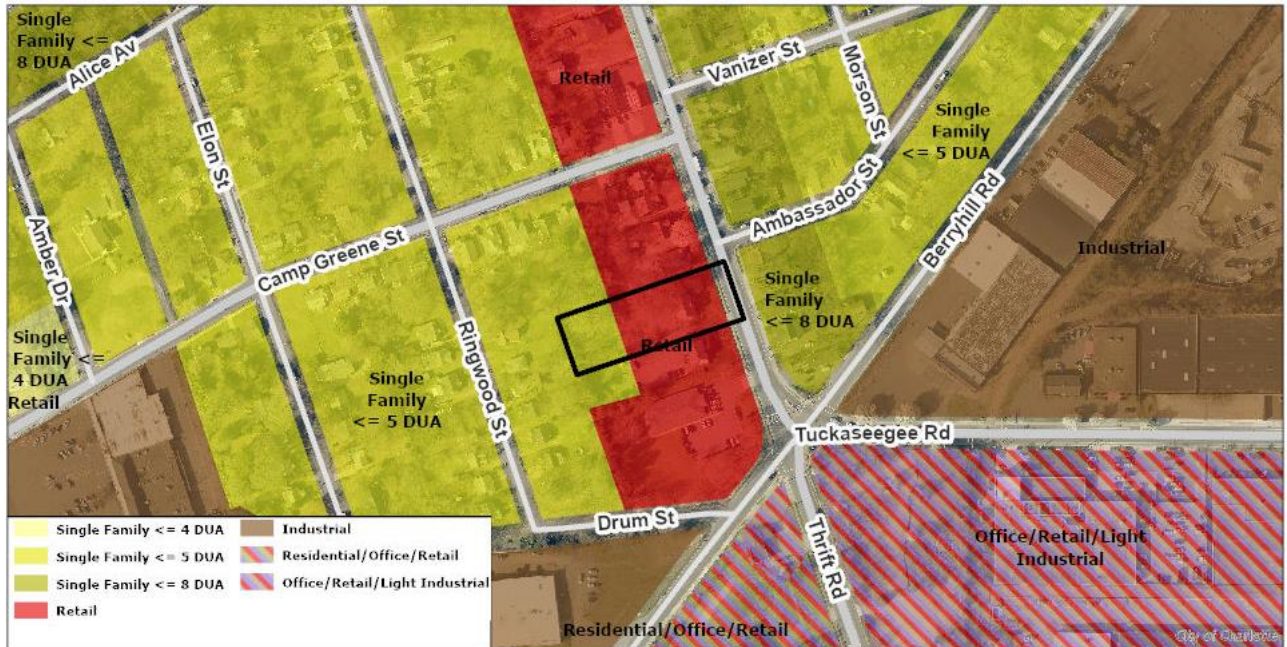 Single
Family <=
8 DUA
Alice Av
Elon St
Retail
Vanizer St
Morson St
Single
Family
<= 5 DUA
Ambassador St
Berryhill Rd
Amber Dr
Camp Greene St
Industrial
Single
Family
<= 8 DUA
Ringwood St
Single
Family <=
4 DUA
Retail
Retail
Single
Family
<= 5 DUA
Tuckaseegee Rd
Drum St
Thrift Rd
Office/Retail/Light
Industrial
Residential/Office/Retail
Single Family <= 4 DUA
Single Family <= 5 DUA
Single Family <= 8 DUA
Retail
Industrial
Residential/Office/Retail
Office/Retail/Light Industrial
City of Charlotte